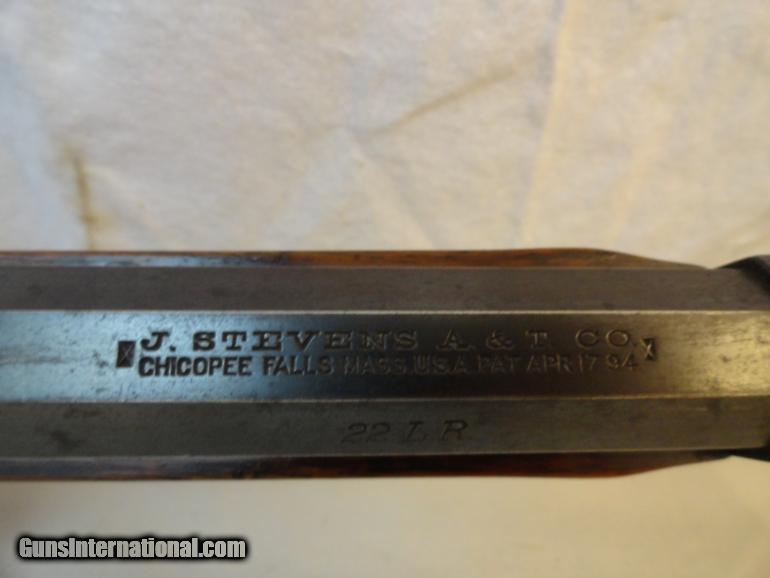 J. STEVENS A. & T. CO.
CHICOPEE FALLS MASS. U.S.A. PAT. APR. 17 94
22 L R
GunsInternational.com